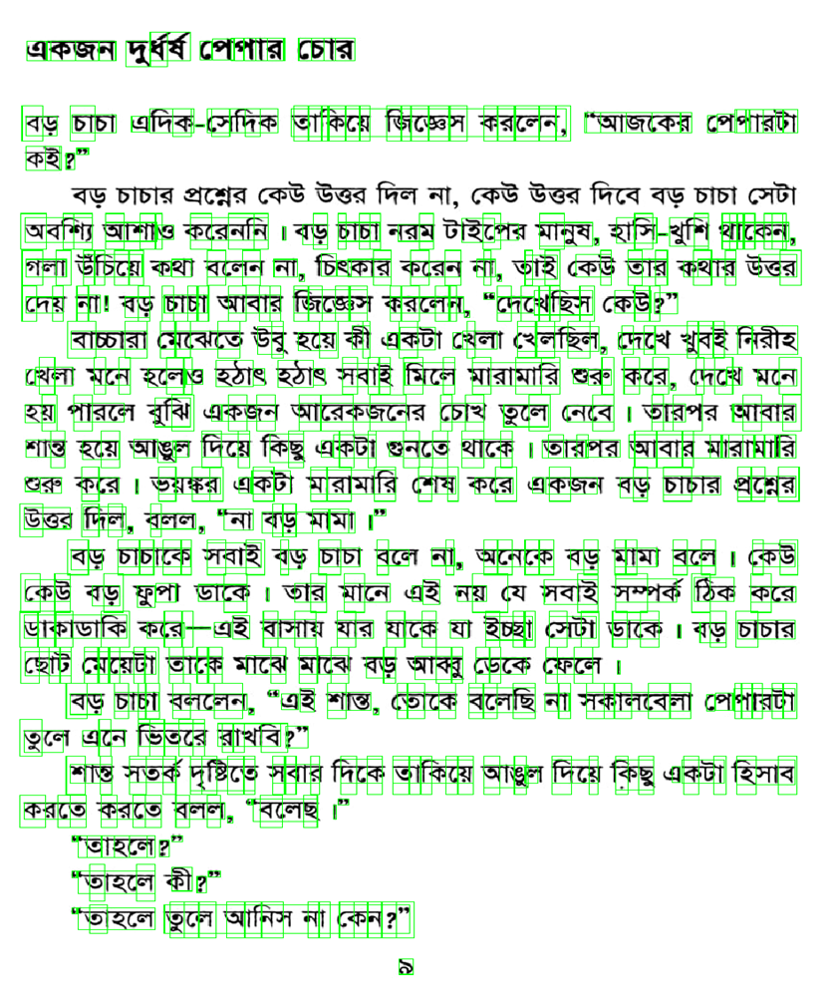 একজন দুর্ধর্ষ পেপার চোর
বড় চাচা এদিক-সেদিক তাকিয়ে জিজ্ঞেস করলেন, “আজকের পেপারটা
কই?”
বড় চাচার প্রশ্নের কেউ উত্তর দিল না, কেউ উত্তর দিবে বড় চাচা সেটা
অবশ্যি আশাও করেননি । বড় চাচা নরম টাইপের মানুষ, হাসি-খুশি থাকেন,
গলা উঁচিয়ে কথা বলেন না, চিৎকার করেন না, তাই কেউ তার কথার উত্তর
দেয় না! বড় চাচা আবার জিজ্ঞেস করলেন, “দেখেছিস কেউ?”
বাচ্চারা মেঝেতে উবু হয়ে কী একটা খেলা খেলছিল, দেখে খুবই নিরীহ
খেলা মনে হলেও হঠাৎ হঠাৎ সবাই মিলে মারামারি শুরু করে, দেখে মনে
হয় পারলে বুঝি একজন আরেকজনের চোখ তুলে নেবে । তারপর আবার
শান্ত হয়ে আঙুল দিয়ে কিছু একটা গুনতে থাকে । তারপর আবার মারামারি
শুরু করে । ভয়ঙ্কর একটা মারামারি শেষ করে একজন বড় চাচার প্রশ্নের
উত্তর দিল, বলল, “না বড় মামা ।”
বড় চাচাকে সবাই বড় চাচা বলে না, অনেকে বড় মামা বলে । কেউ
কেউ বড় ফুপা ডাকে । তার মানে এই নয় যে সবাই সম্পর্ক ঠিক করে
ডাকাডাকি করে—এই বাসায় যার যাকে যা ইচ্ছা সেটা ডাকে । বড় চাচার
ছোট মেয়েটা তাকে মাঝে মাঝে বড় আব্বু ডেকে ফেলে ।
বড় চাচা বললেন, “এই শান্ত, তোকে বলেছি না সকালবেলা পেপারটা
তুলে এনে ভিতরে রাখবি?”
শান্ত সতর্ক দৃষ্টিতে সবার দিকে তাকিয়ে আঙুল দিয়ে কিছু একটা হিসাব
করতে করতে বলল, “বলেছ ।”
“তাহলে?”
“তাহলে কী?”
“তাহলে তুলে আনিস না কেন?”
৯